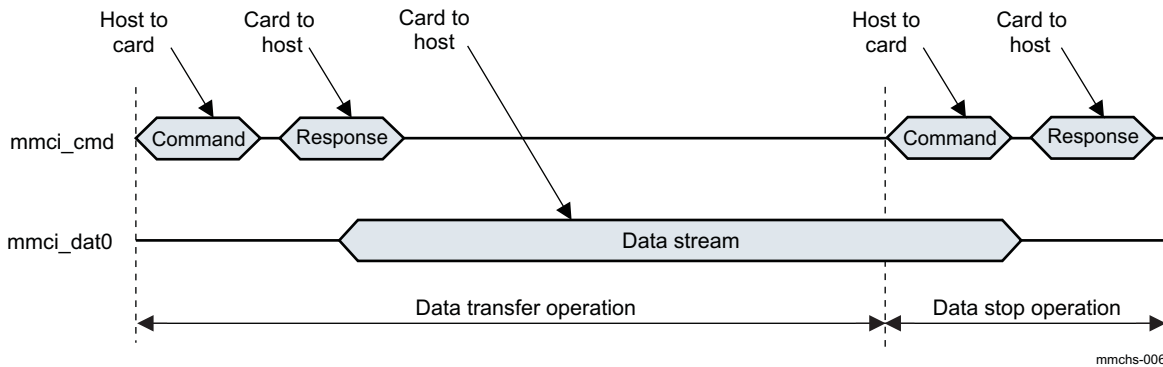 Host to
card
Card to
host
Card to
host
Host to
card
Card to
host
mmci_cmd
Command
Response
Command
Response
mmci_dat0
Data stream
Data transfer operation
Data stop operation
mmchs-006